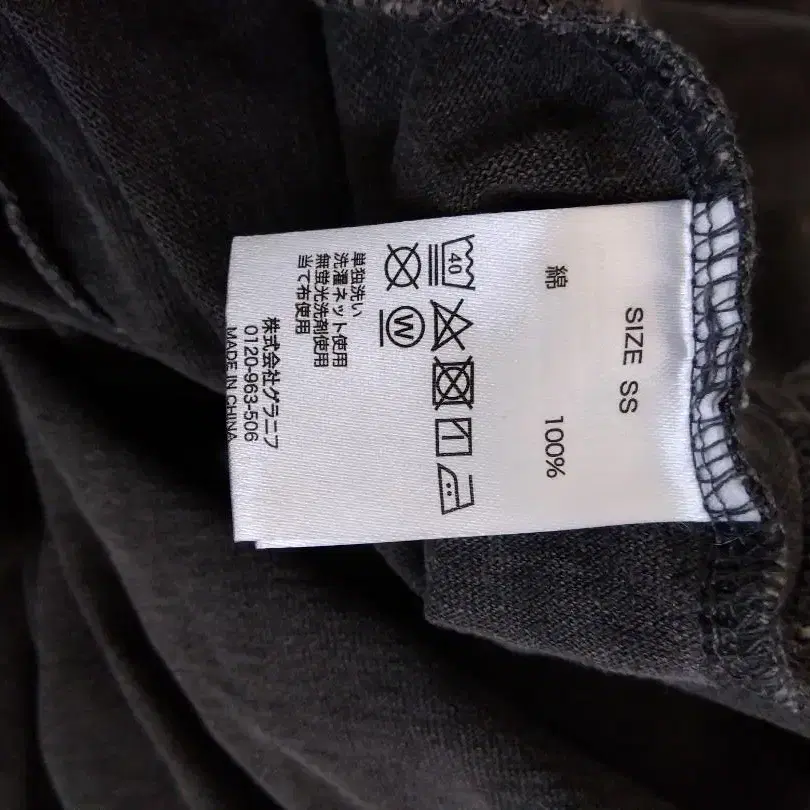 SIZE SS
綿 100%
40
W
単独洗い
洗濯ネット使用
無蛍光洗剤使用
当て布使用
株式会社グラニフ
0120-963-506
MADE IN CHINA